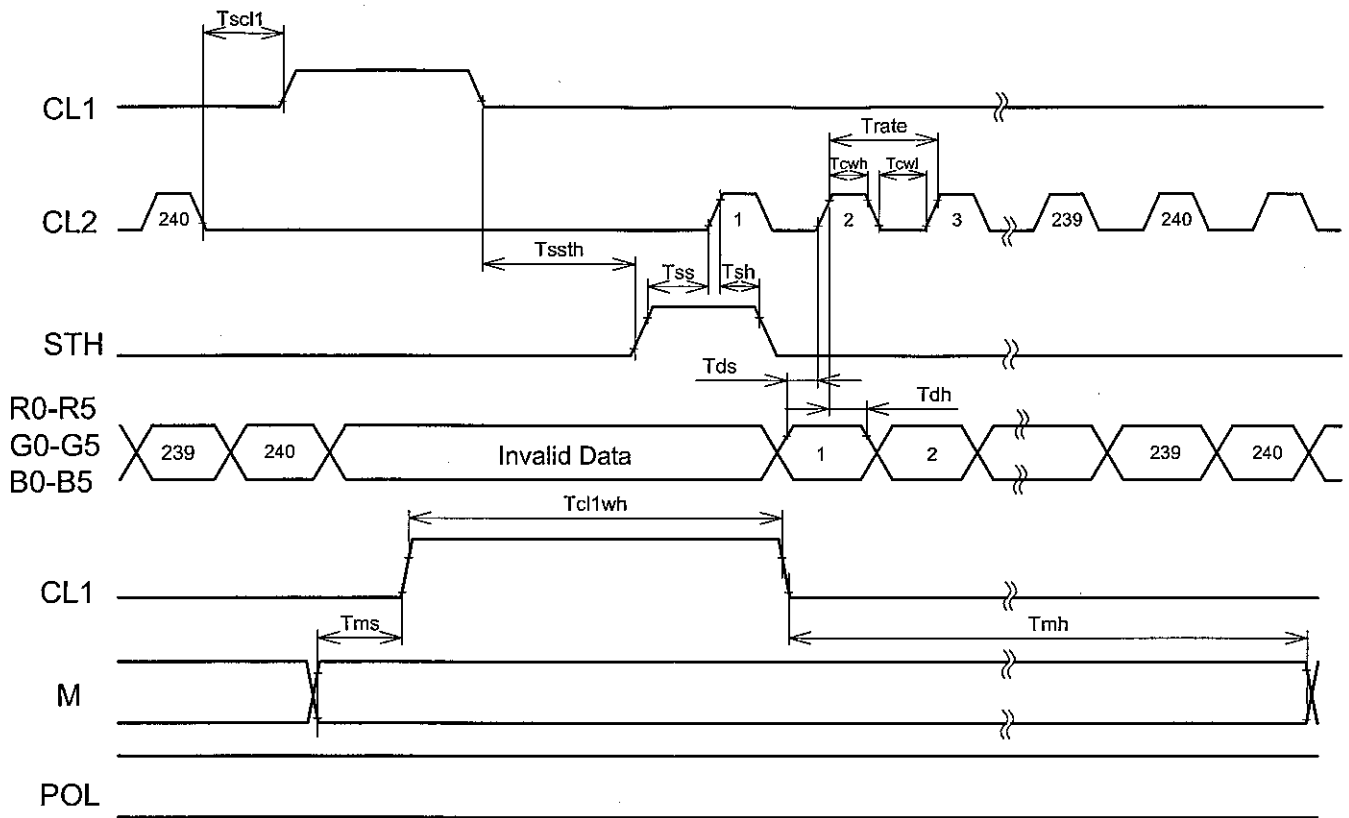 Tscl1
CL1
Trate
Tcwh Tcwl
CL2 240 1 2 3 239 240
Tssth
Tss Tsh
STH
Tds
Tdh
R0-R5
G0-G5 239 240 Invalid Data 1 2 239 240
B0-B5
Tcl1wh
CL1
Tms Tmh
M
POL